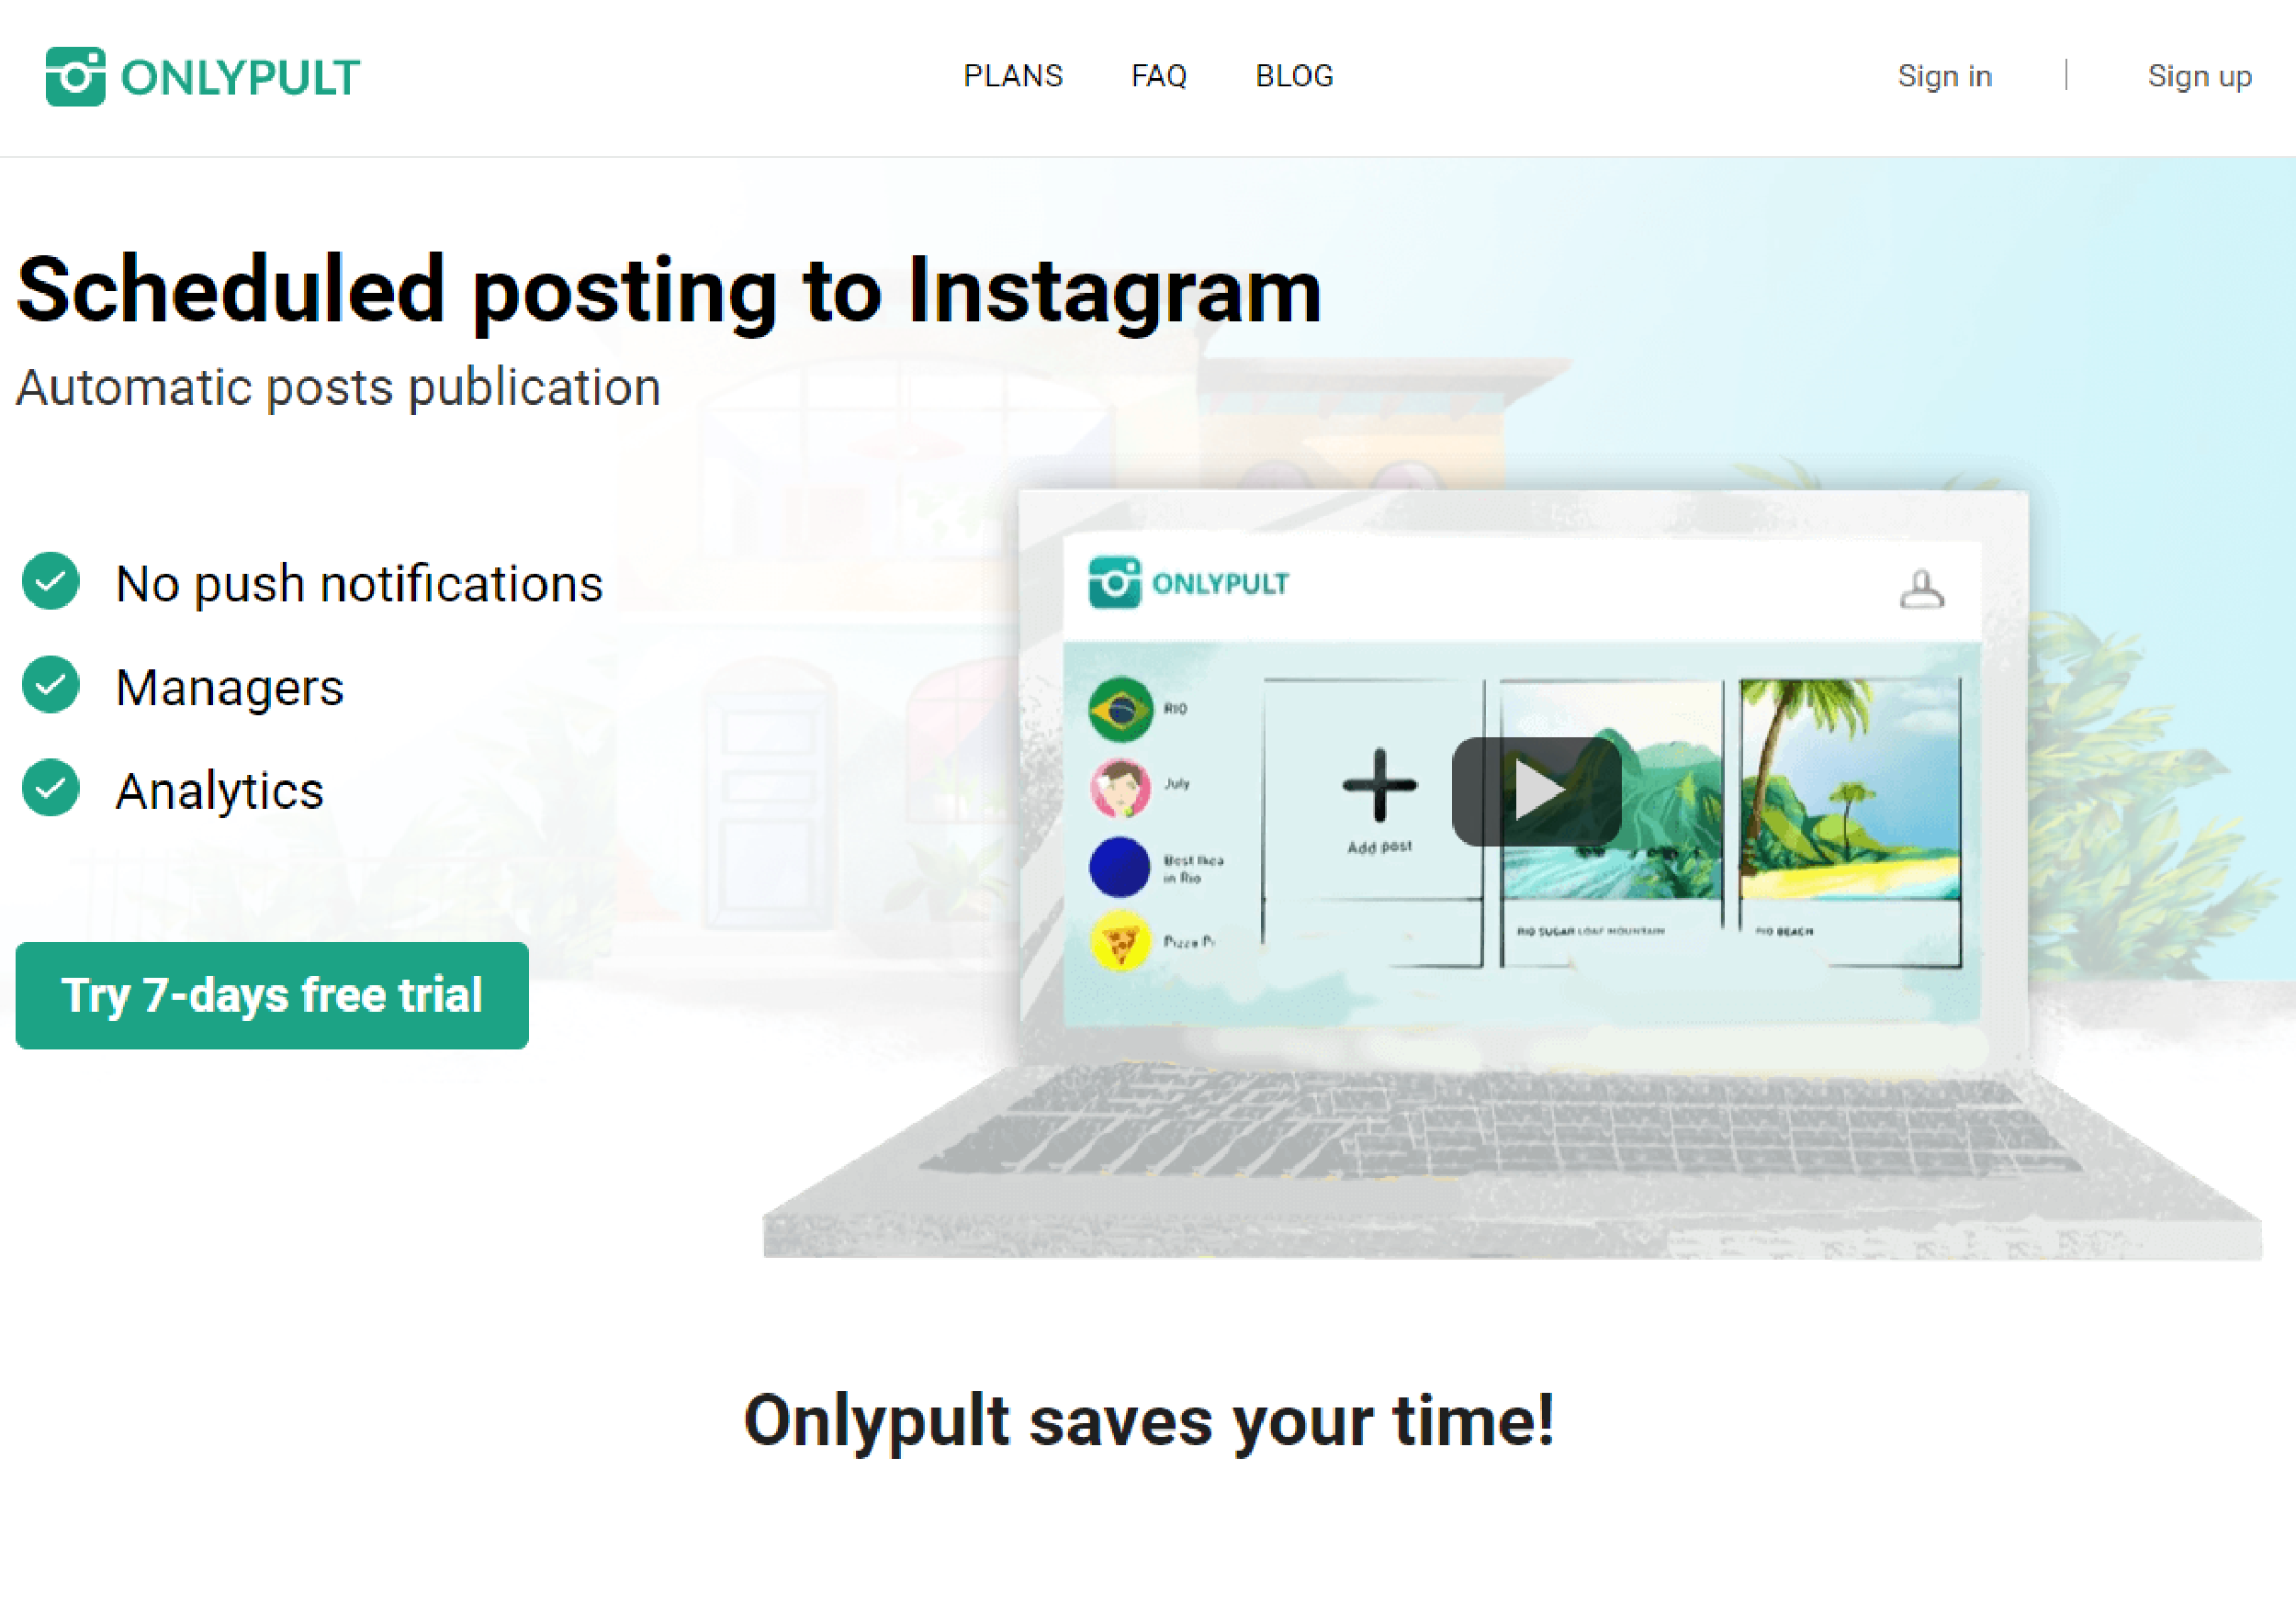 ONLYPULT
PLANS FAQ BLOG
Sign in | Sign up
Scheduled posting to Instagram
Automatic posts publication
No push notifications
Managers
Analytics
Try 7-days free trial
ONLYPULT
RIO
July
Best
in Rio
Pizza
Add post
RIO SUGAR LOAF MOUNTAIN
RIO BEACH
Onlypult saves your time!